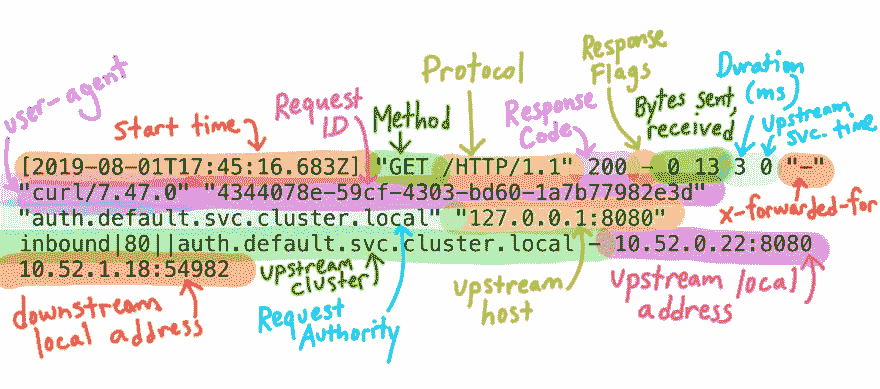 user-agent
start time
Request
ID
Method
Protocol
Response
Code
Response
Flags
Bytes sent,
received
Duration
(ms)
upstream
svc. time
[2019-08-01T17:45:16.683Z] "GET /HTTP/1.1" 200 - 0 13 3 0 "-"
"curl/7.47.0" "4344078e-59cf-4303-bd60-1a7b77982e3d"
x-forwarded-for
"auth.default.svc.cluster.local" "127.0.0.1:8080"
inbound|80||auth.default.svc.cluster.local - 10.52.0.22:8080
10.52.1.18:54982
downstream
local address
upstream
cluster
Request
Authority
upstream
host
upstream local
address